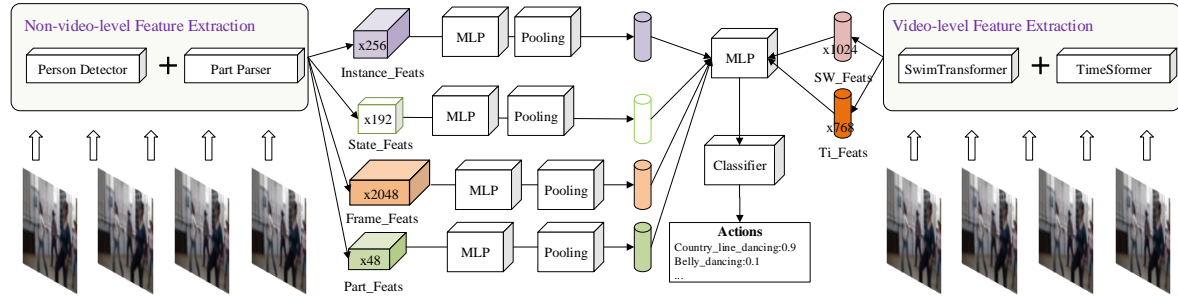 Non-video-level Feature Extraction
Person Detector
+
Part Parser
x256
Instance_Feats
MLP
Pooling
x192
State_Feats
MLP
Pooling
x2048
Frame_Feats
MLP
Pooling
x48
Part_Feats
MLP
Pooling
MLP
Classifier
Actions
Country_line_dancing:0.9
Belly_dancing:0.1
...
x1024
SW_Feats
x768
Ti_Feats
Video-level Feature Extraction
SwimTransformer
+
TimeSformer